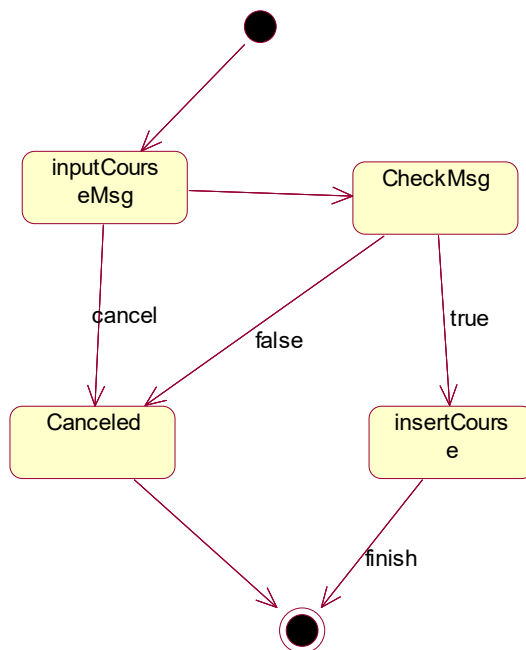 inputCours
eMsg
CheckMsg
cancel
false
true
Canceled
insertCours
e
finish